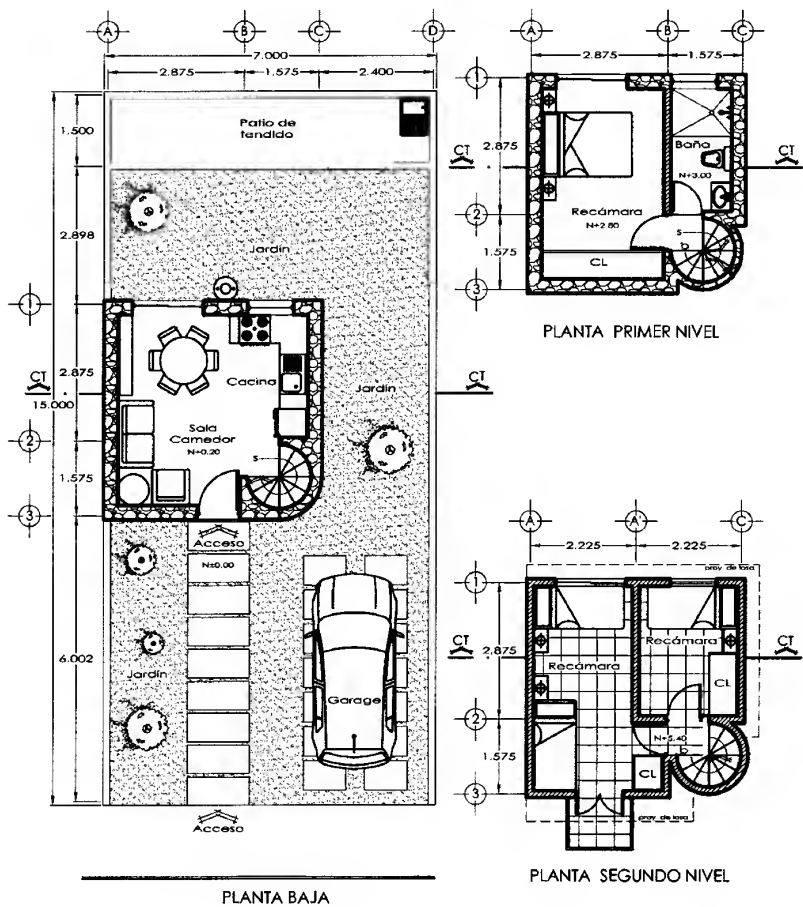 A
B
C
D
7.000
2.875
1.575
2.400
1.500
2.898
2.875
15.000
1.575
6.002
1
2
3
CT
CT
Patio de
tendido
Jardín
Cacina
Jardín
Sala
Camedor
N+0.20
s
Acceso
N±0.00
Jardín
Garage
Acceso
PLANTA BAJA
A
B
C
2.875
1.575
1
2
3
2.875
1.575
CT
CT
Baña
N+3.00
Recámara
N+2.80
s
b
CL
PLANTA PRIMER NIVEL
A
A'
C
2.225
2.225
proy. de losa
1
2
3
2.875
1.575
CT
CT
Recámara
Recámara
CL
N+5.40
b
CL
proy. de losa
PLANTA SEGUNDO NIVEL